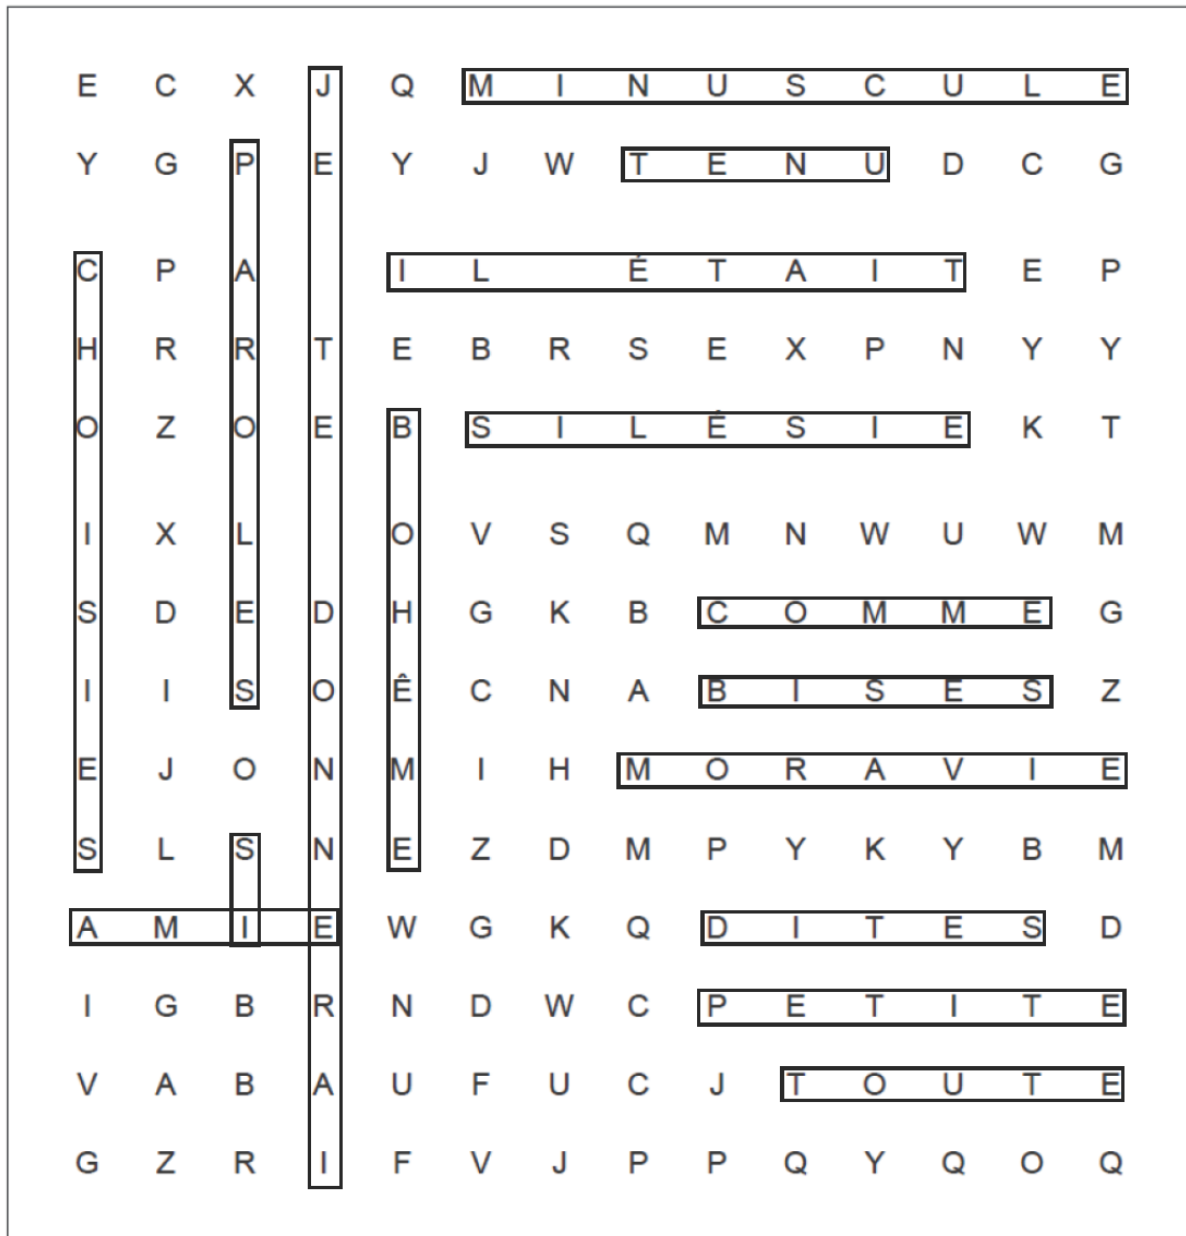 E C X J Q M I N U S C U L E
Y G P E Y J W T E N U D C G
C P A I L É T A I T E P
H R R T E B R S E X P N Y Y
O Z O E B S I L É S I E K T
I X L O V S Q M N W U W M
S D E D H G K B C O M M E G
I I S O Ê C N A B I S E S Z
E J O N M I H M O R A V I E
S L S N E Z D M P Y K Y B M
A M I E W G K Q D I T E S D
I G B R N D W C P E T I T E
V A B A U F U C J T O U T E
G Z R I F V J P P Q Y Q O Q